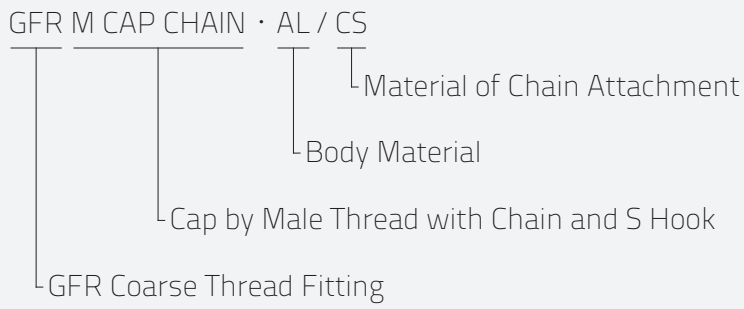 GFR M CAP CHAIN · AL / CS
Material of Chain Attachment
Body Material
Cap by Male Thread with Chain and S Hook
GFR Coarse Thread Fitting